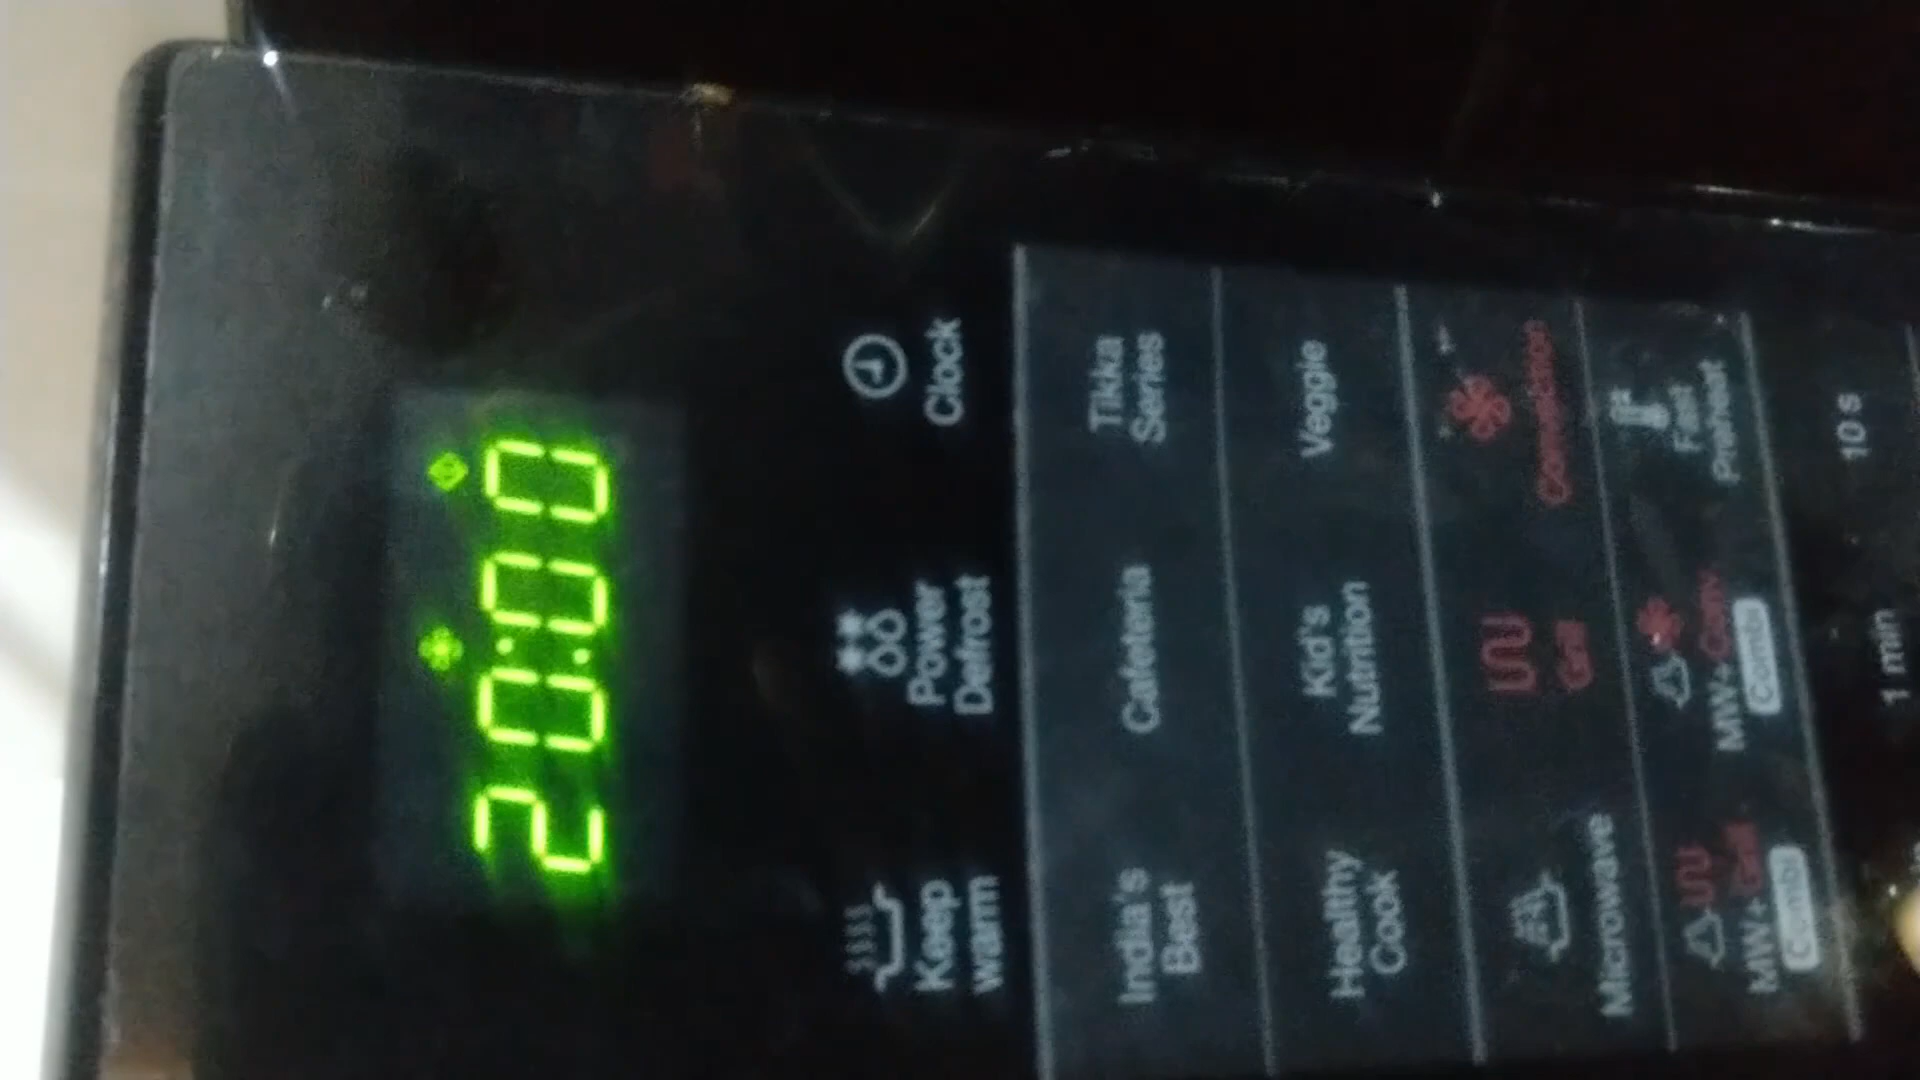 20:00
Keep
warm
Power
Defrost
Clock
India's
Best
Cafeteria
Tikka
Series
Healthy
Cook
Kid's
Nutrition
Veggie
Microwave
Grill
Convection
MW+Grill
Combi
MW+Conv
Combi
Fast
Preheat
1 min
10 s